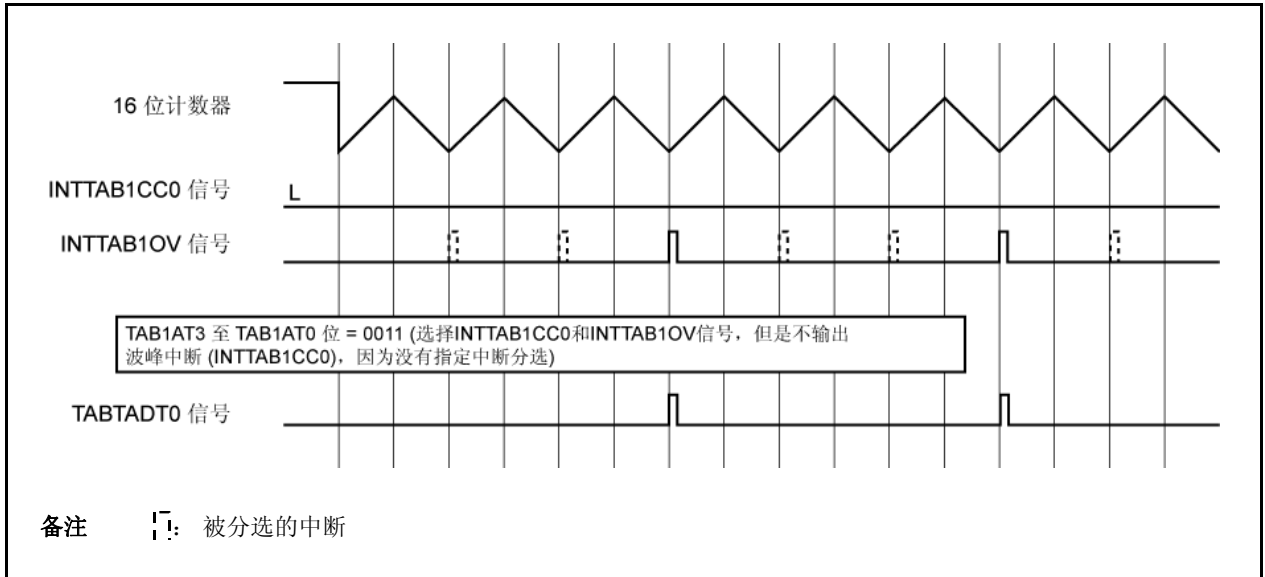 16 位计数器
INTTAB1CC0 信号
L
INTTAB1OV 信号
TAB1AT3 至 TAB1AT0 位 = 0011 (选择INTTAB1CC0和INTTAB1OV信号，但是不输出
波峰中断 (INTTAB1CC0)，因为没有指定中断分选)
TABTADT0 信号
备注 : 被分选的中断